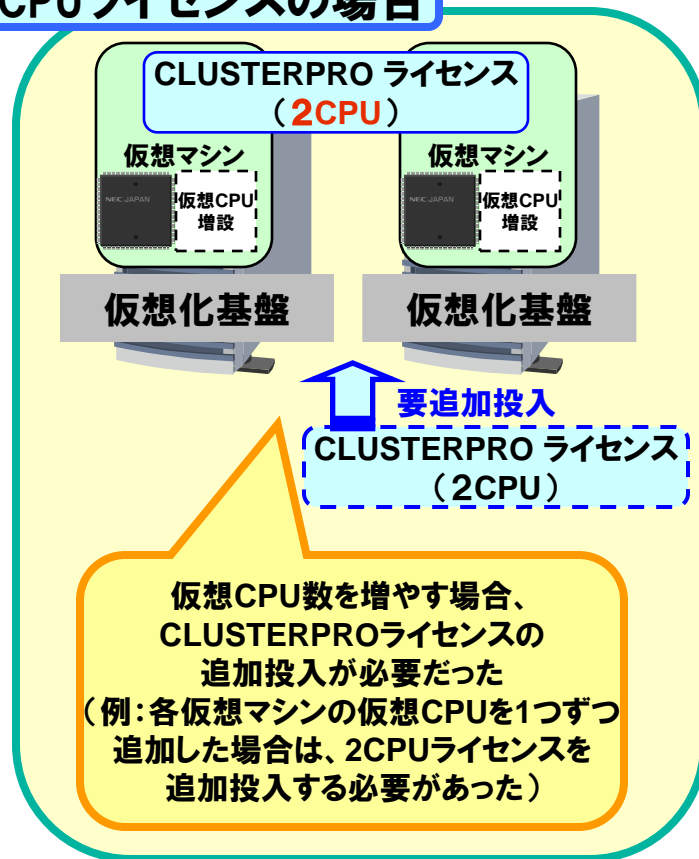 CPUライセンスの場合
CLUSTERPRO ライセンス
（2CPU）
仮想マシン
仮想マシン
NEC JAPAN
仮想CPU
増設
NEC JAPAN
仮想CPU
増設
仮想化基盤
仮想化基盤
要追加投入
CLUSTERPRO ライセンス
（2CPU）
仮想CPU数を増やす場合、
CLUSTERPROライセンスの
追加投入が必要だった
（例：各仮想マシンの仮想CPUを1つずつ
追加した場合は、2CPUライセンスを
追加投入する必要があった）